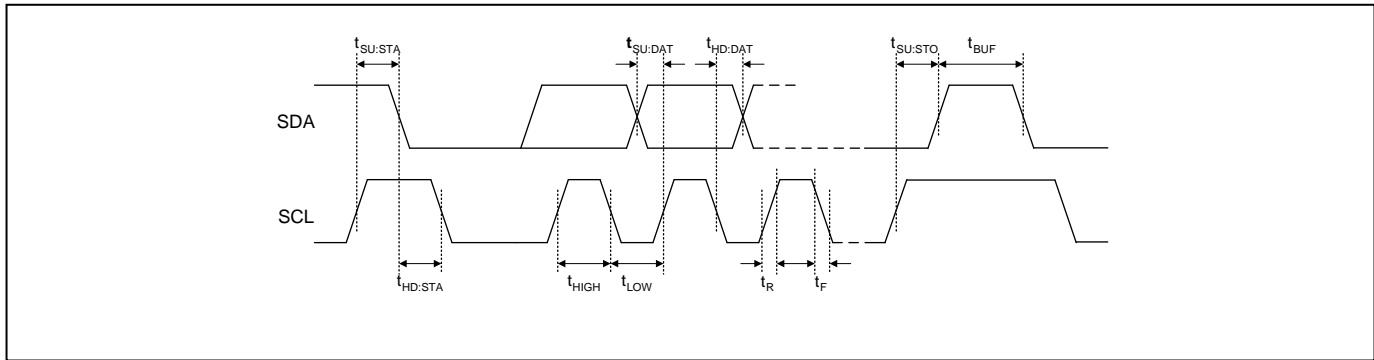 tSU:STA
tSU:DAT
tHD:DAT
tSU:STO
tBUF
SDA
SCL
tHD:STA
tHIGH
tLOW
tR
tF